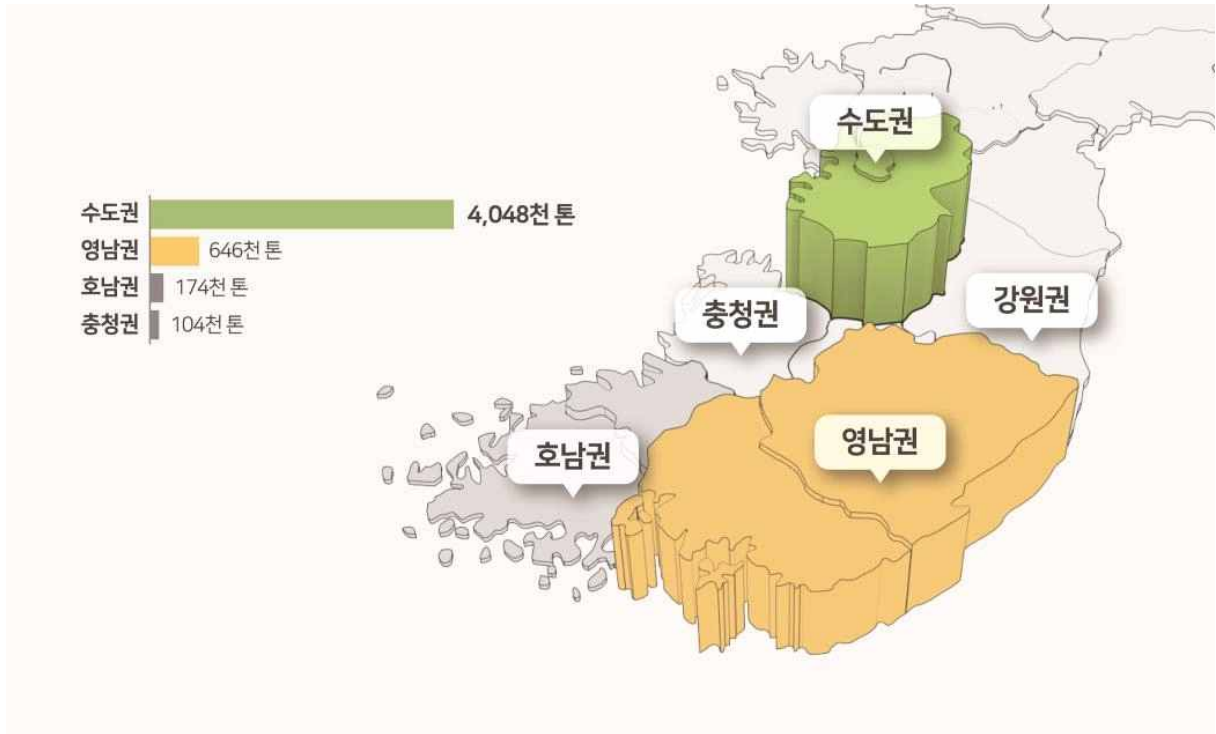 수도권 4,048천 톤
영남권 646천 톤
호남권 174천 톤
충청권 104천 톤
수도권
충청권
강원권
호남권
영남권